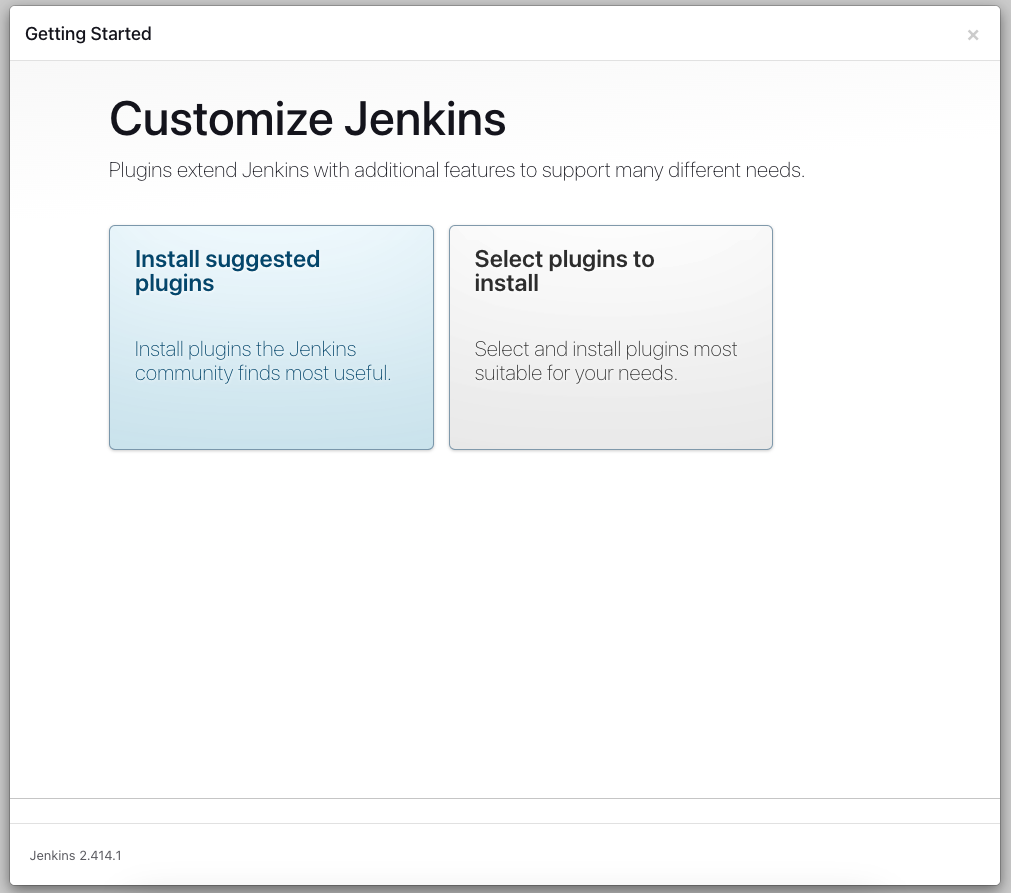 Getting Started
×
Customize Jenkins
Plugins extend Jenkins with additional features to support many different needs.
Install suggested
plugins
Install plugins the Jenkins
community finds most useful.
Select plugins to
install
Select and install plugins most
suitable for your needs.
Jenkins 2.414.1